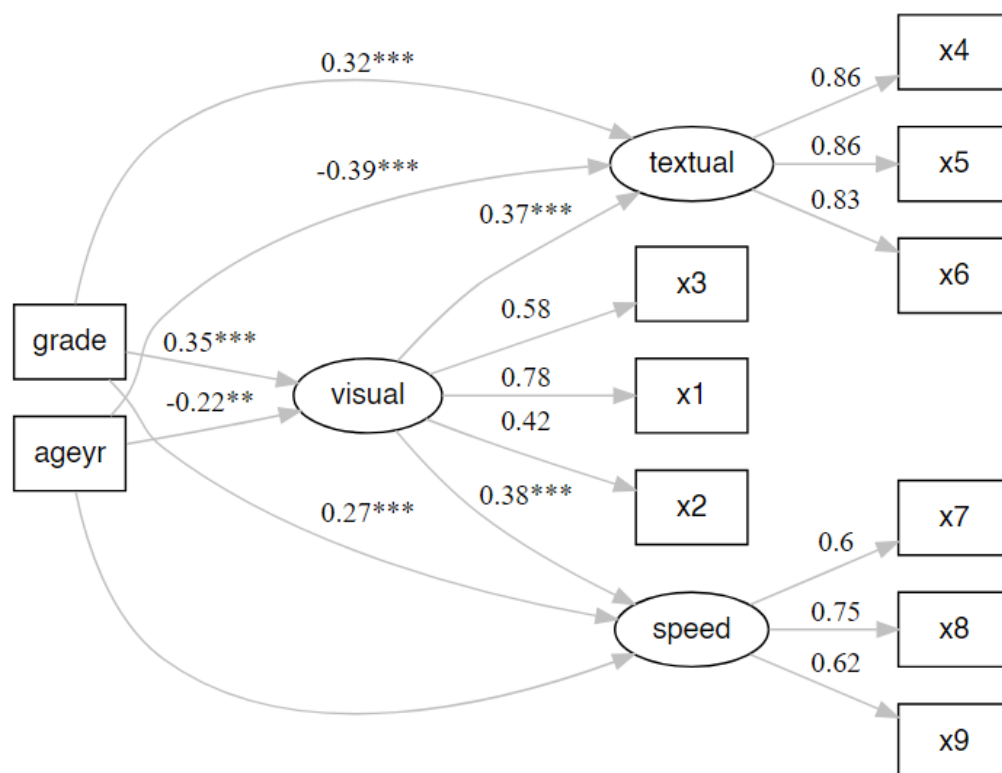 x4
0.32***
0.86
textual
0.86
x5
-0.39***
0.83
0.37***
x6
x3
0.58
grade
0.35***
visual
0.78
x1
-0.22**
0.42
ageyr
0.38***
x2
x7
0.27***
0.6
speed
0.75
x8
0.62
x9